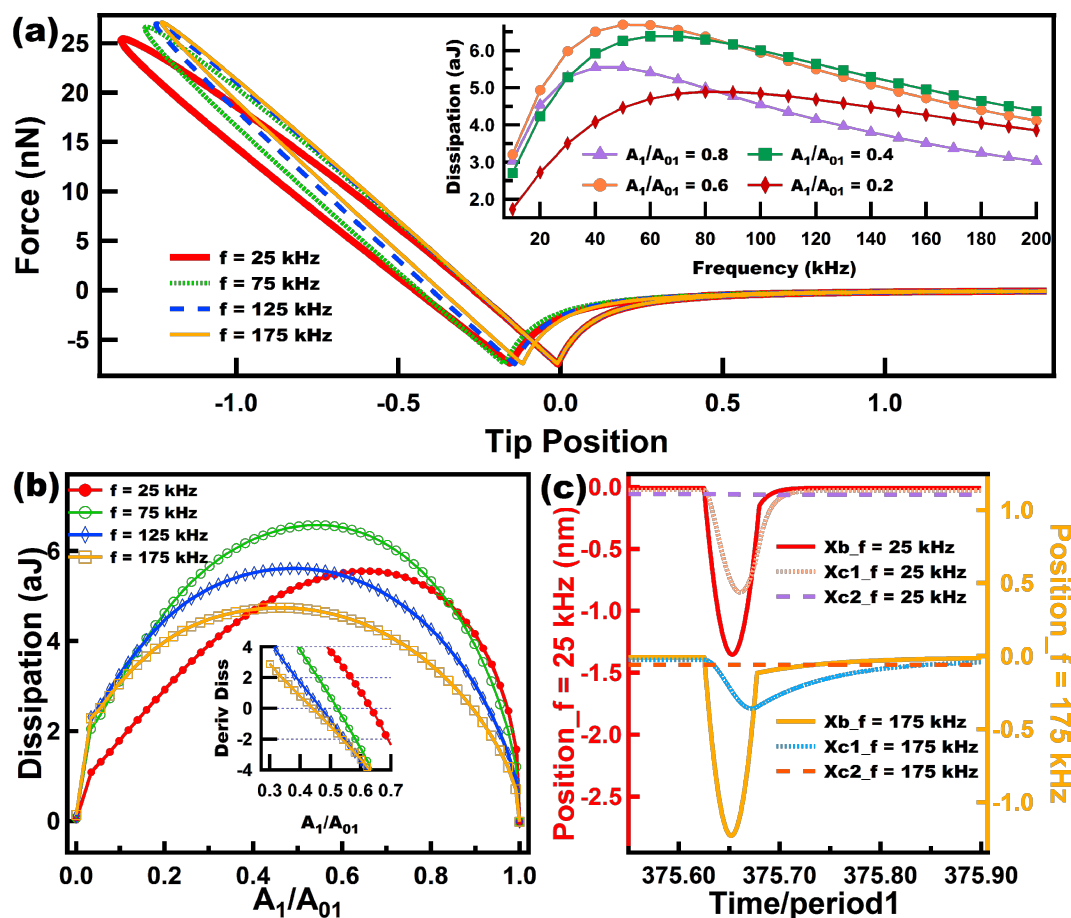 (a)
Force (nN)
25
20
15
10
5
0
-5
f = 25 kHz
f = 75 kHz
f = 125 kHz
f = 175 kHz
-1.0 -0.5 0.0 0.5 1.0
Tip Position
Dissipation (aJ)
6.0
5.0
4.0
3.0
2.0
A₁/A₀₁ = 0.8 A₁/A₀₁ = 0.4
A₁/A₀₁ = 0.6 A₁/A₀₁ = 0.2
20 40 60 80 100 120 140 160 180 200
Frequency (kHz)
(b)
Dissipation (aJ)
6
4
2
0
f = 25 kHz
f = 75 kHz
f = 125 kHz
f = 175 kHz
Deriv Diss
4
2
0
-2
-4
0.3 0.4 0.5 0.6 0.7
A₁/A₀₁
0.0 0.2 0.4 0.6 0.8 1.0
A₁/A₀₁
(c)
Position_f = 25 kHz (nm)
0.0
-0.5
-1.0
-1.5
-2.0
-2.5
Xb_f = 25 kHz
Xc1_f = 25 kHz
Xc2_f = 25 kHz
Xb_f = 175 kHz
Xc1_f = 175 kHz
Xc2_f = 175 kHz
1.0
0.5
0.0
-0.5
-1.0
Position_f = 175 kHz
375.60 375.70 375.80 375.90
Time/period1